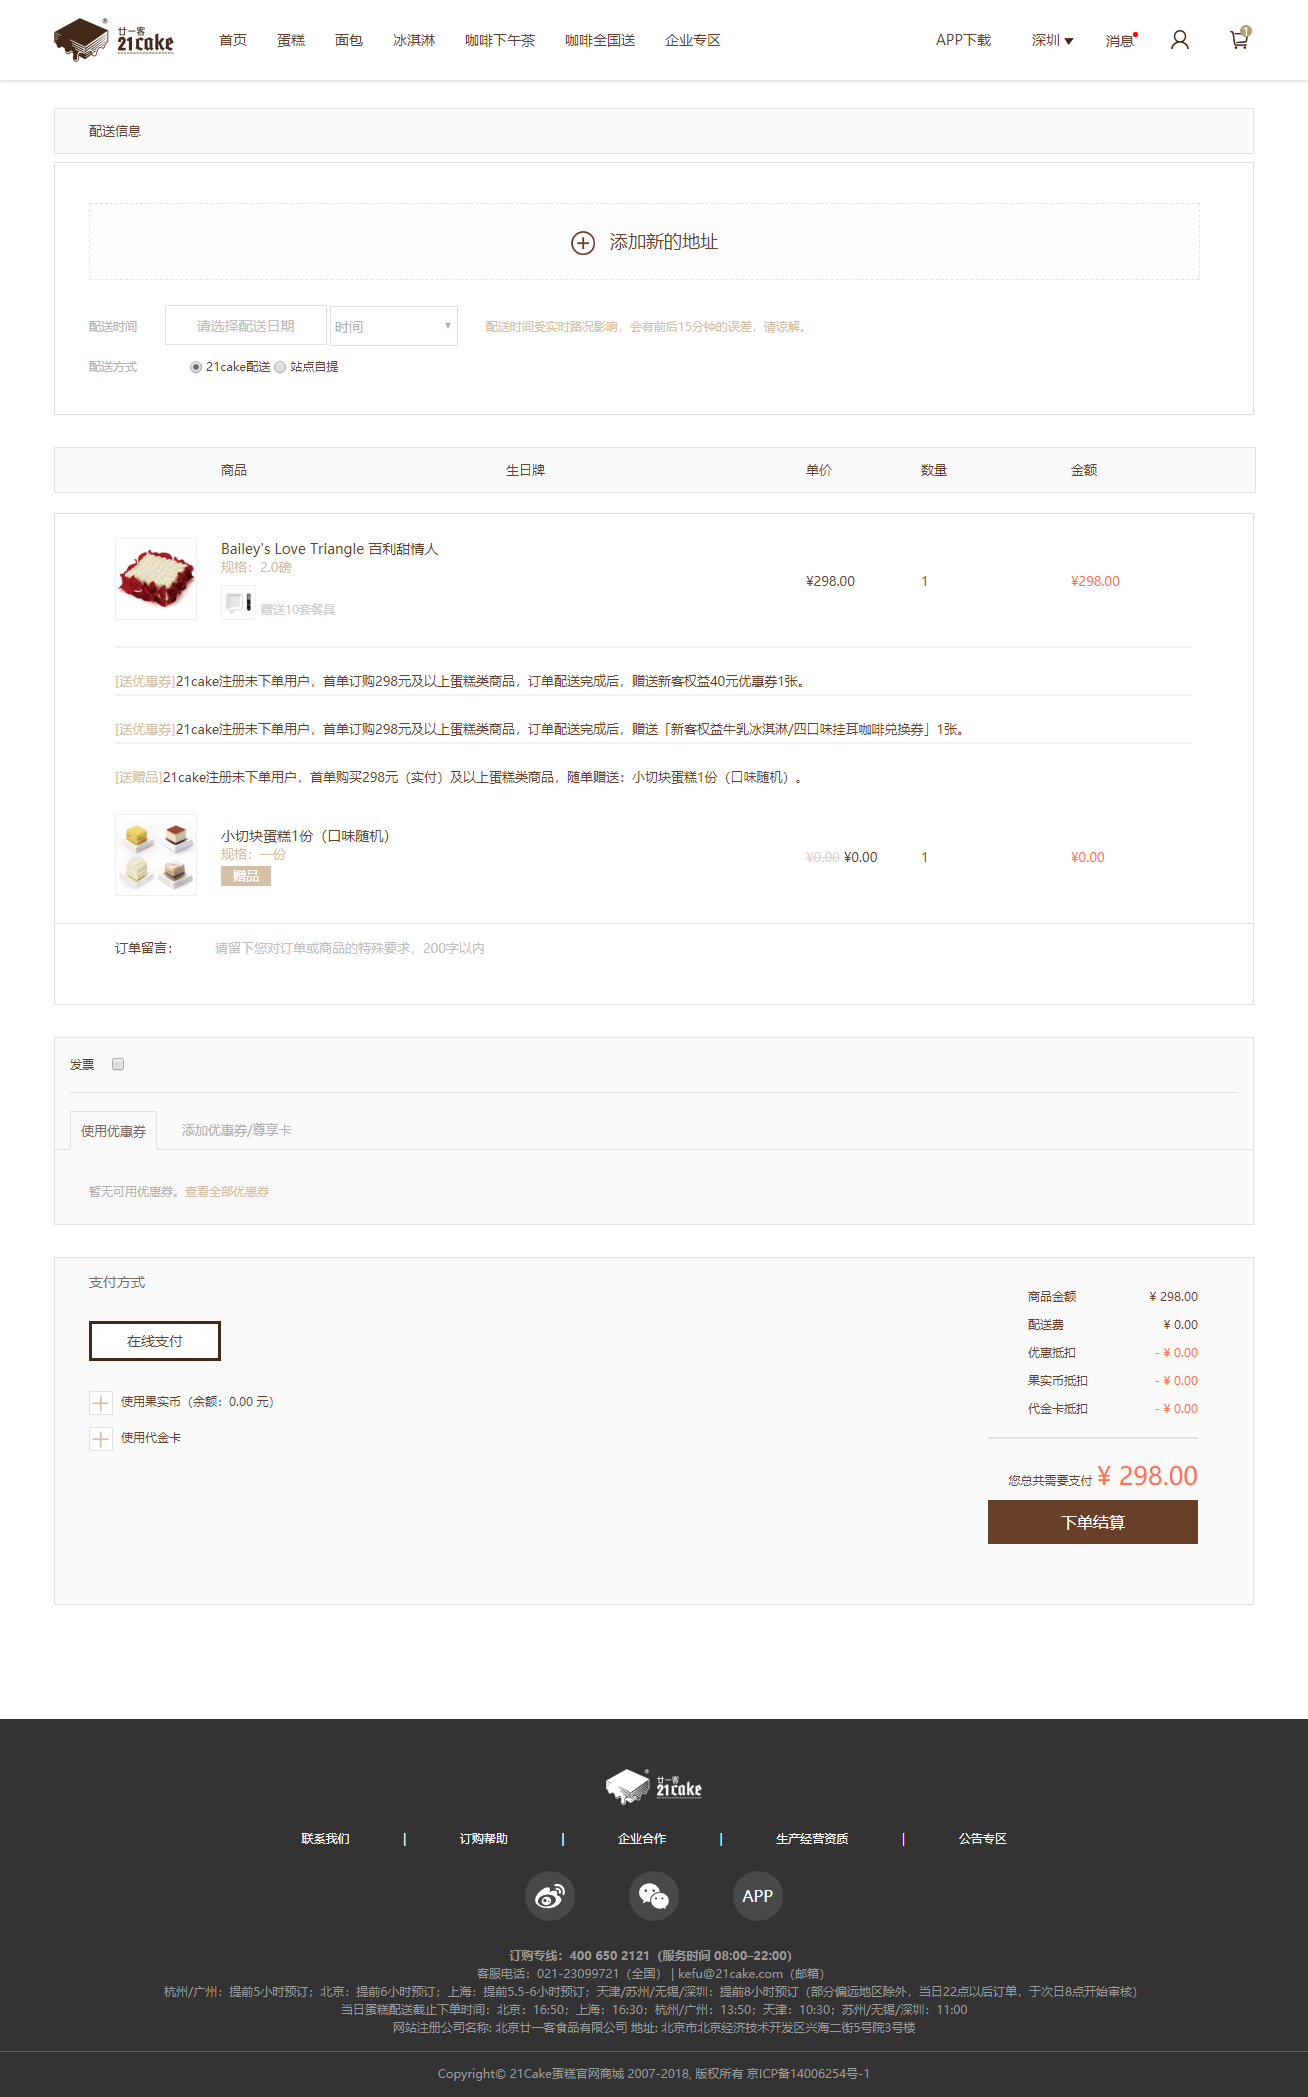 廿一客 21cake® 首页 蛋糕 面包 冰淇淋 咖啡下午茶 咖啡全国送 企业专区 APP下载 深圳 消息 1
配送信息
添加新的地址
配送时间 请选择配送日期 时间 配送时间受实时路况影响，会有前后15分钟的误差，请谅解。
配送方式 21cake配送 站点自提
商品 生日牌 单价 数量 金额
Bailey's Love Triangle 百利甜情人
规格：2.0磅
¥298.00 1 ¥298.00
赠送10套餐具
[送优惠券]21cake注册未下单用户，首单订购298元及以上蛋糕类商品，订单配送完成后，赠送新客权益40元优惠券1张。
[送优惠券]21cake注册未下单用户，首单订购298元及以上蛋糕类商品，订单配送完成后，赠送「新客权益牛乳冰淇淋/四口味挂耳咖啡兑换券」1张。
[送赠品]21cake注册未下单用户，首单购买298元（实付）及以上蛋糕类商品，随单赠送：小切块蛋糕1份（口味随机）。
小切块蛋糕1份（口味随机）
规格：一份
¥0.00 ¥0.00 1 ¥0.00
赠品
订单留言： 请留下您对订单或商品的特殊要求，200字以内
发票
使用优惠券 添加优惠券/尊享卡
暂无可用优惠券。查看全部优惠券
支付方式
商品金额 ¥ 298.00
配送费 ¥ 0.00
在线支付
优惠抵扣 - ¥ 0.00
果实币抵扣 - ¥ 0.00
使用果实币（余额：0.00 元）
代金卡抵扣 - ¥ 0.00
使用代金卡
您总共需要支付 ¥ 298.00
下单结算
廿一客 21cake®
联系我们 | 订购帮助 | 企业合作 | 生产经营资质 | 公告专区
APP
订购专线：400 650 2121（服务时间 08:00–22:00）
客服电话：021-23099721（全国） | kefu@21cake.com（邮箱）
杭州/广州：提前5小时预订；北京：提前6小时预订；上海：提前5.5-6小时预订；天津/苏州/无锡/深圳：提前8小时预订（部分偏远地区除外，当日22点以后订单，于次日8点开始审核）
当日蛋糕配送截止下单时间：北京：16:50；上海：16:30；杭州/广州：13:50；天津：10:30；苏州/无锡/深圳：11:00
网站注册公司名称: 北京廿一客食品有限公司 地址: 北京市北京经济技术开发区兴海二街5号院3号楼
Copyright© 21Cake蛋糕官网商城 2007-2018, 版权所有 京ICP备14006254号-1